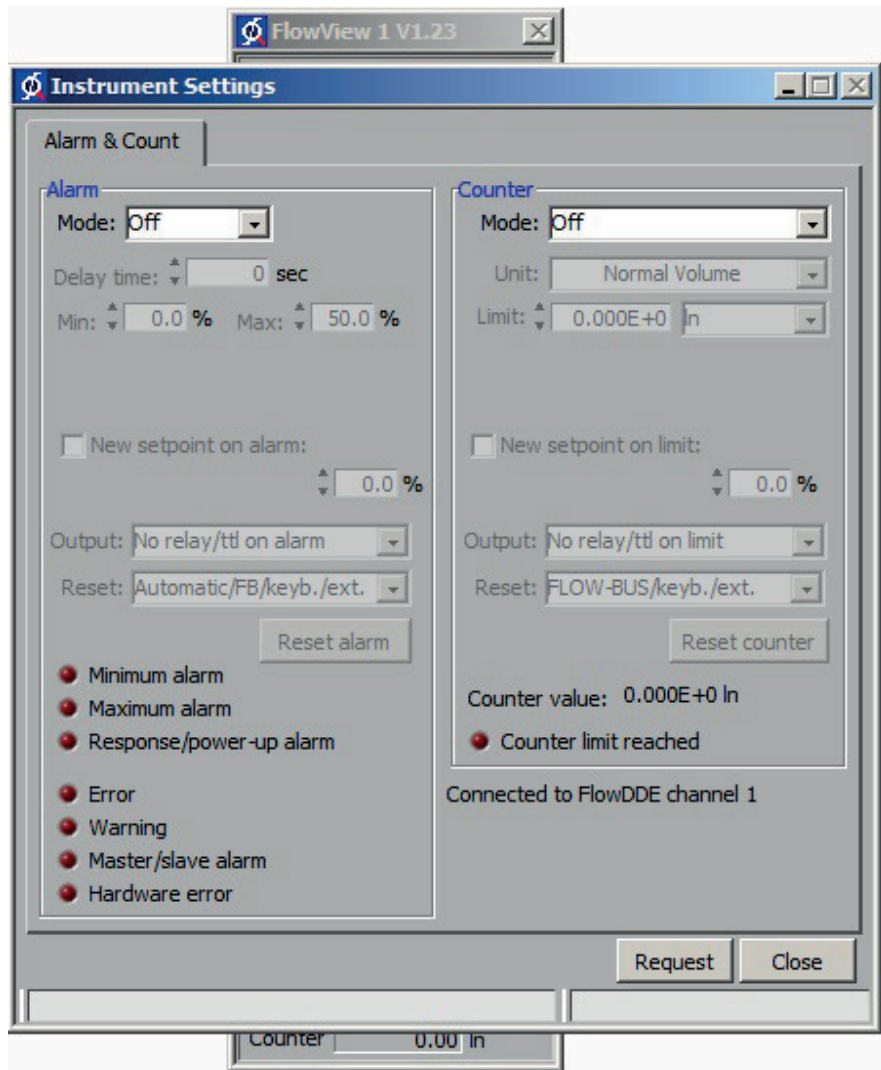 FlowView 1 V1.23
Instrument Settings
Alarm & Count
Alarm
Mode: Off
Delay time: 0 sec
Min: 0.0 % Max: 50.0 %
New setpoint on alarm:
0.0 %
Output: No relay/ttl on alarm
Reset: Automatic/FB/keyb./ext.
Reset alarm
Minimum alarm
Maximum alarm
Response/power-up alarm
Error
Warning
Master/slave alarm
Hardware error
Counter
Mode: Off
Unit: Normal Volume
Limit: 0.000E+0 ln
New setpoint on limit:
0.0 %
Output: No relay/ttl on limit
Reset: FLOW-BUS/keyb./ext.
Reset counter
Counter value: 0.000E+0 ln
Counter limit reached
Connected to FlowDDE channel 1
Request Close
Counter 0.00 ln